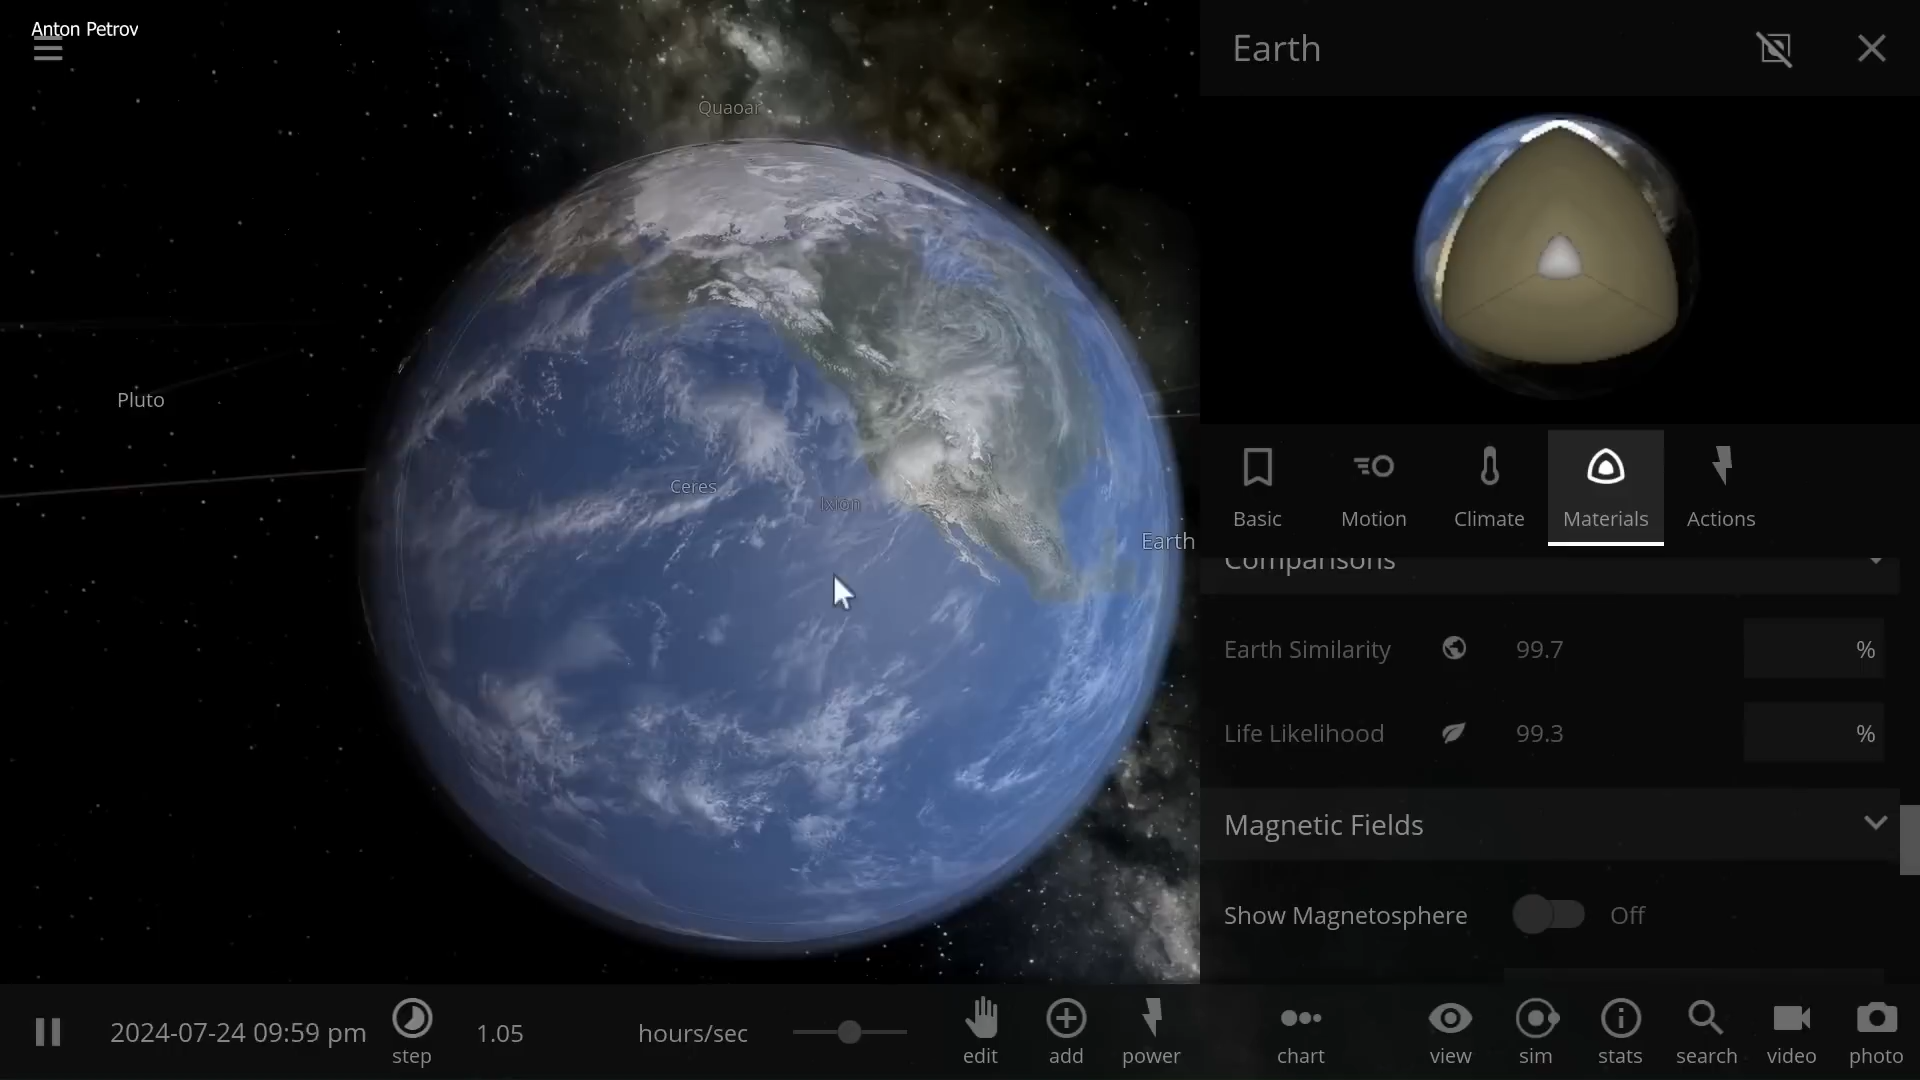 Anton Petrov
Quaoar
Pluto
Ceres
Ixion
Earth
Earth
Basic
Motion
Climate
Materials
Actions
Comparisons
Earth Similarity 99.7 %
Life Likelihood 99.3 %
Magnetic Fields
Show Magnetosphere Off
2024-07-24 09:59 pm
step
1.05 hours/sec
edit
add
power
chart
view
sim
stats
search
video
photo